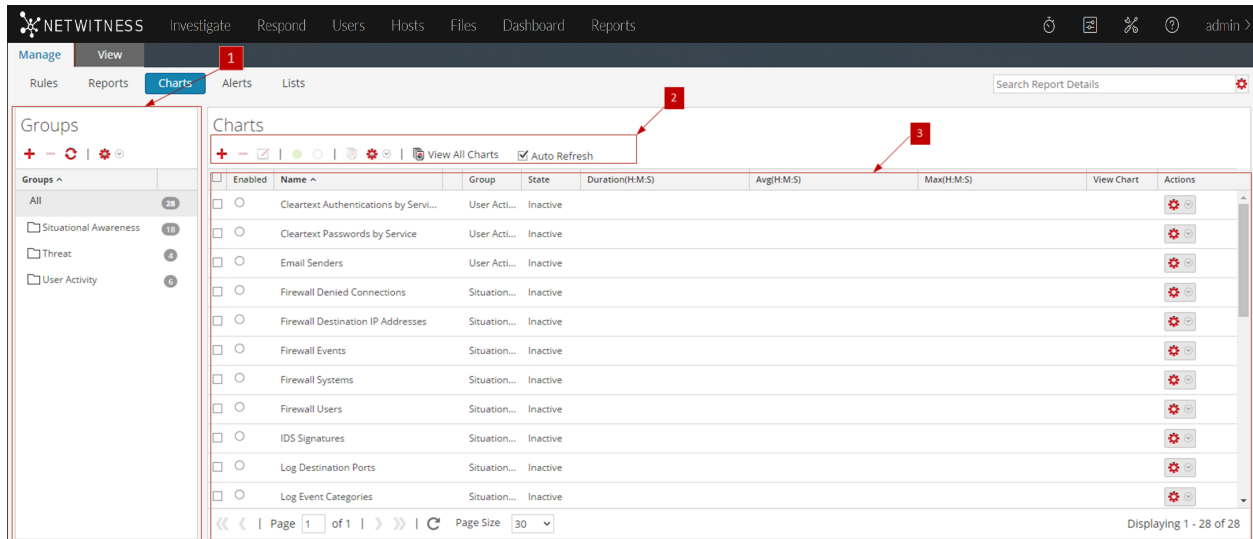 NETWITNESS Investigate Respond Users Hosts Files Dashboard Reports admin
Manage View
1
Rules Reports Charts Alerts Lists Search Report Details
2
Groups Charts
3
View All Charts Auto Refresh
Groups Enabled Name Group State Duration(H:M:S) Avg(H:M:S) Max(H:M:S) View Chart Actions
All 28 Cleartext Authentications by Servi... User Acti... Inactive
Situational Awareness 18 Cleartext Passwords by Service User Acti... Inactive
Threat 4 Email Senders User Acti... Inactive
User Activity 6 Firewall Denied Connections Situation... Inactive
Firewall Destination IP Addresses Situation... Inactive
Firewall Events Situation... Inactive
Firewall Systems Situation... Inactive
Firewall Users Situation... Inactive
IDS Signatures Situation... Inactive
Log Destination Ports Situation... Inactive
Log Event Categories Situation... Inactive
Page 1 of 1 Page Size 30 Displaying 1 - 28 of 28